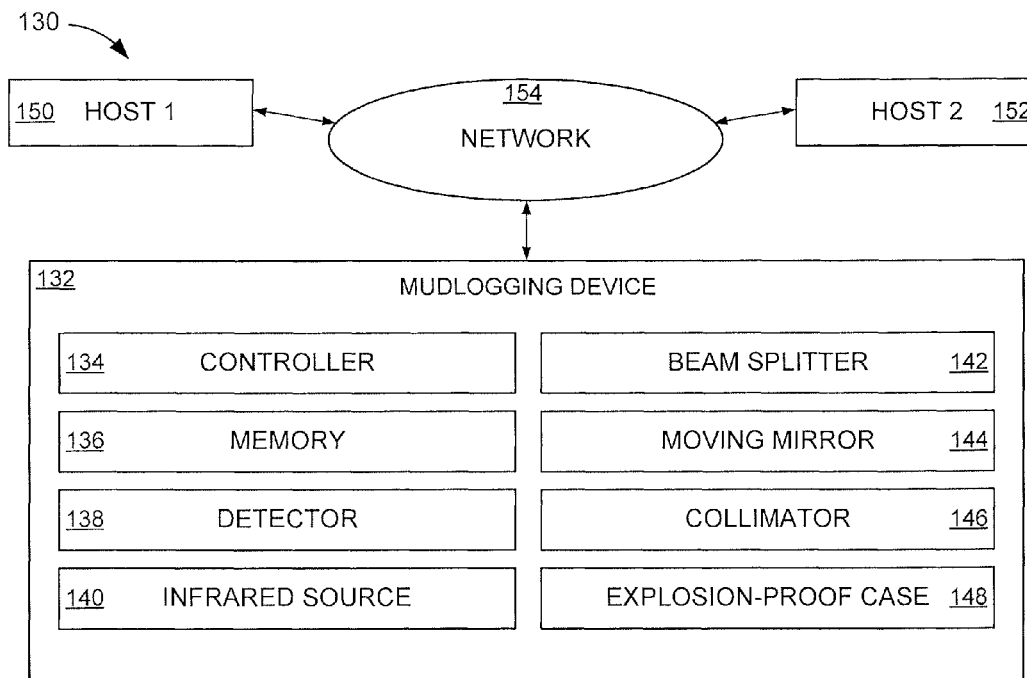 130
150 HOST 1
154
NETWORK
HOST 2 152
132
MUDLOGGING DEVICE
134 CONTROLLER
BEAM SPLITTER 142
136 MEMORY
MOVING MIRROR 144
138 DETECTOR
COLLIMATOR 146
140 INFRARED SOURCE
EXPLOSION-PROOF CASE 148